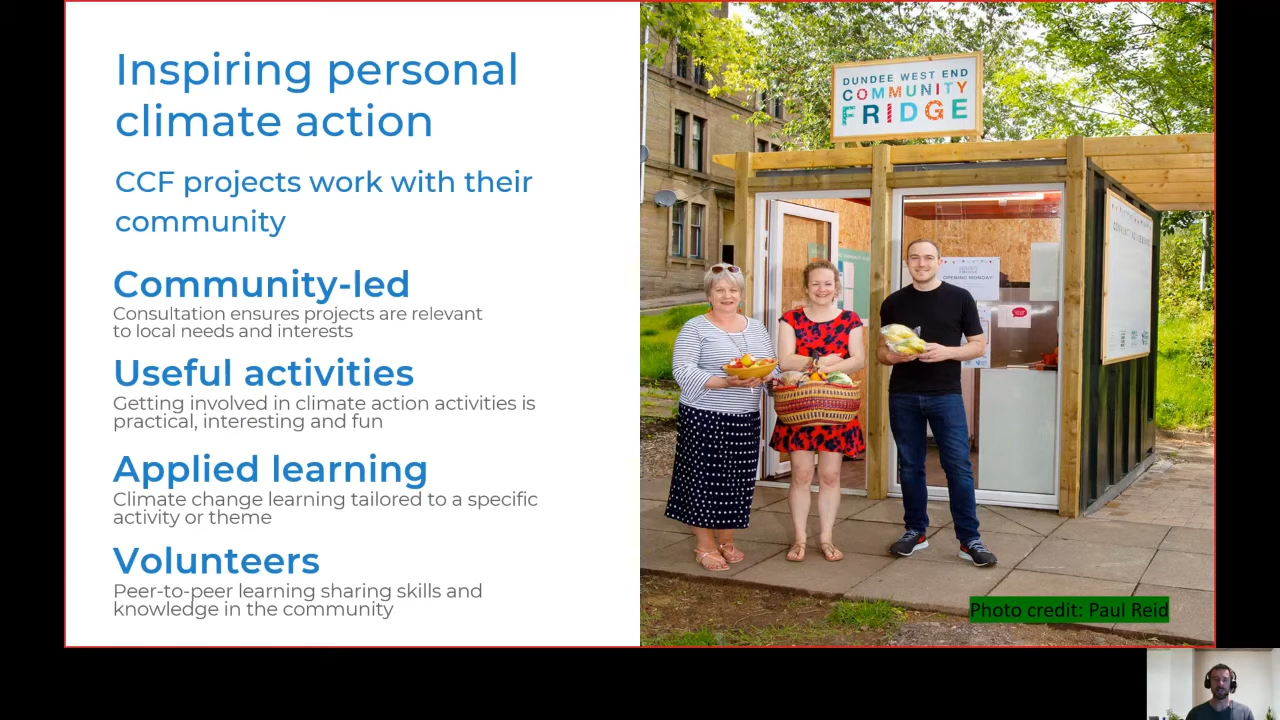 Inspiring personal
climate action
CCF projects work with their
community
Community-led
Consultation ensures projects are relevant
to local needs and interests
Useful activities
Getting involved in climate action activities is
practical, interesting and fun
Applied learning
Climate change learning tailored to a specific
activity or theme
Volunteers
Peer-to-peer learning sharing skills and
knowledge in the community
DUNDEE WEST END
COMMUNITY
FRIDGE
OPENING MONDAY
Photo credit: Paul Reid